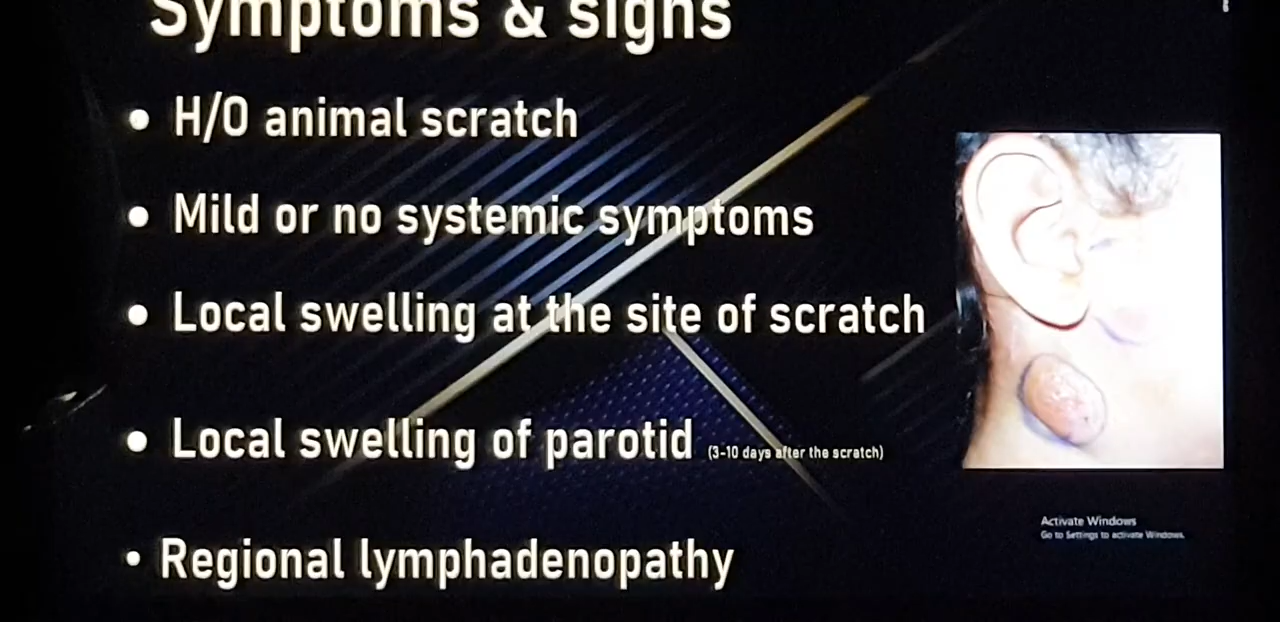 Symptoms & signs
• H/O animal scratch
• Mild or no systemic symptoms
• Local swelling at the site of scratch
• Local swelling of parotid (3-10 days after the scratch)
• Regional lymphadenopathy
Activate Windows
Go to Settings to activate Windows.